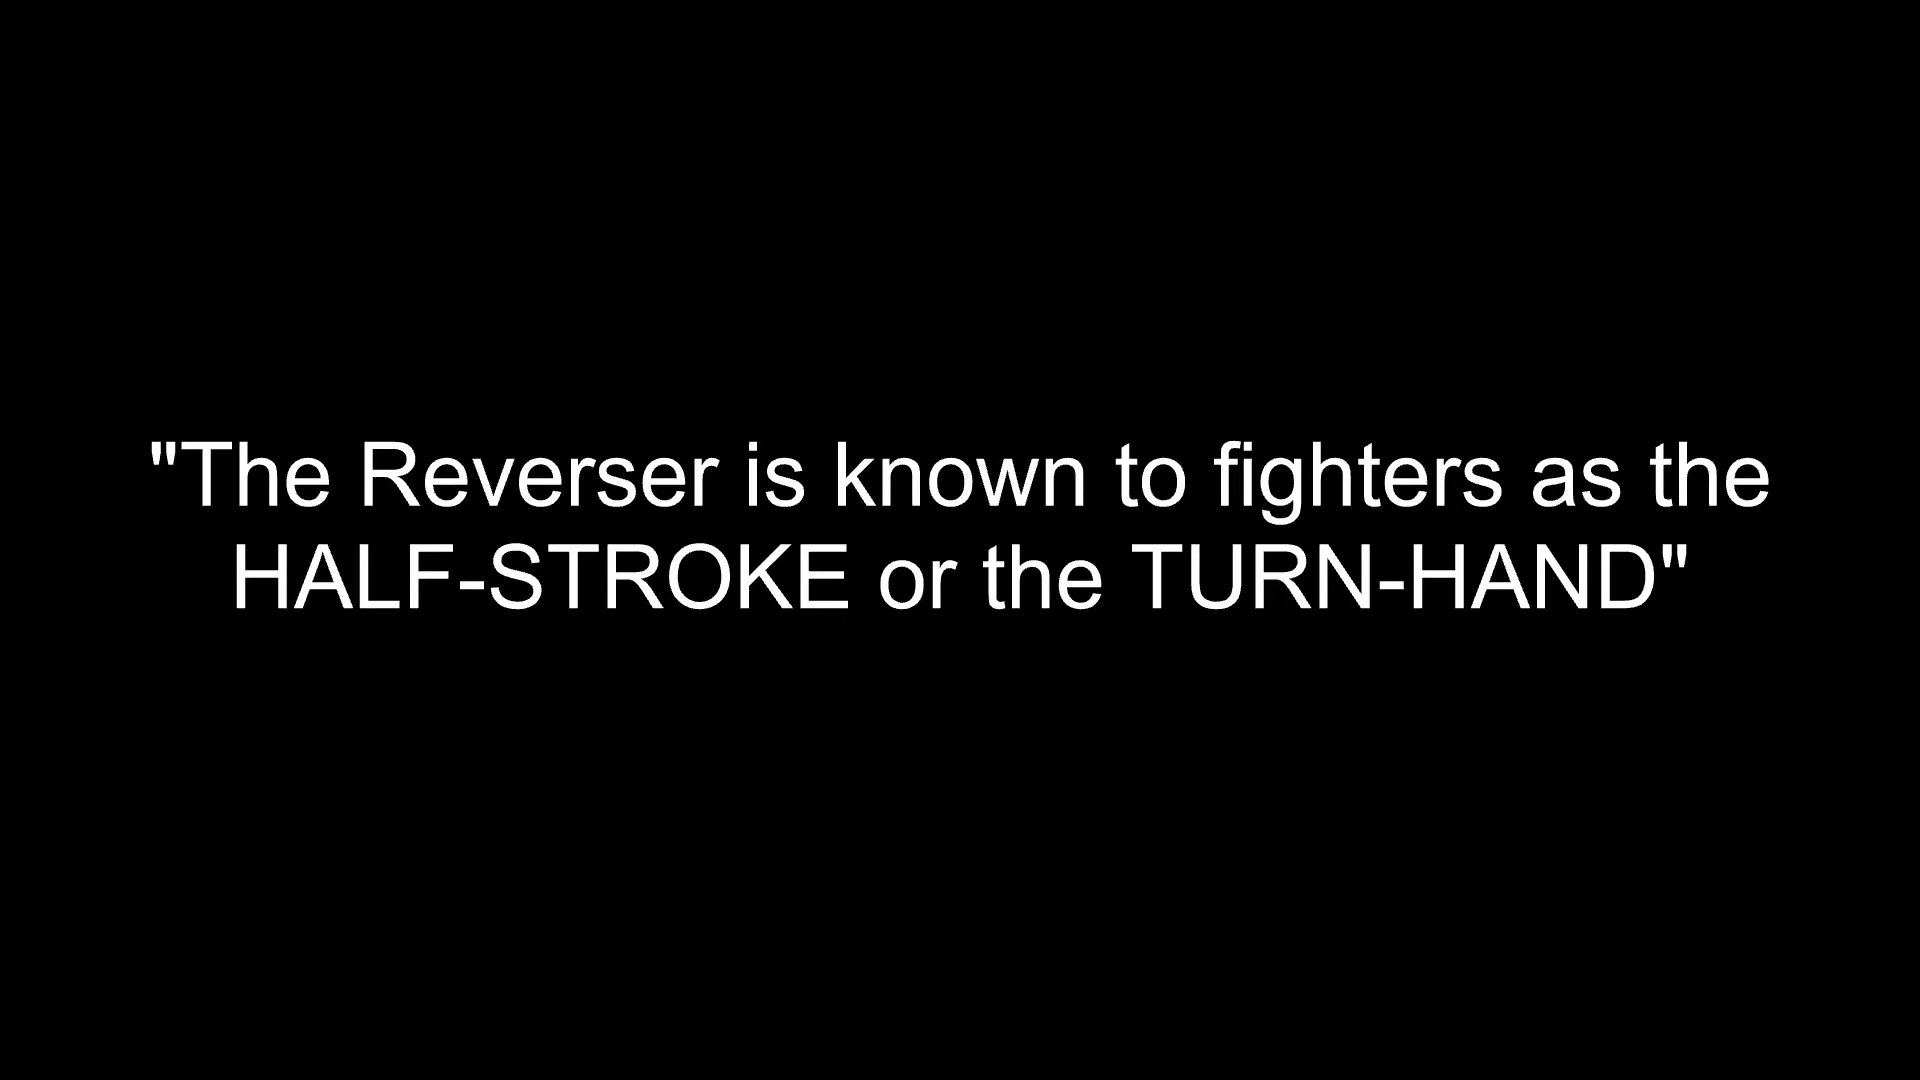 "The Reverser is known to fighters as the
HALF-STROKE or the TURN-HAND"